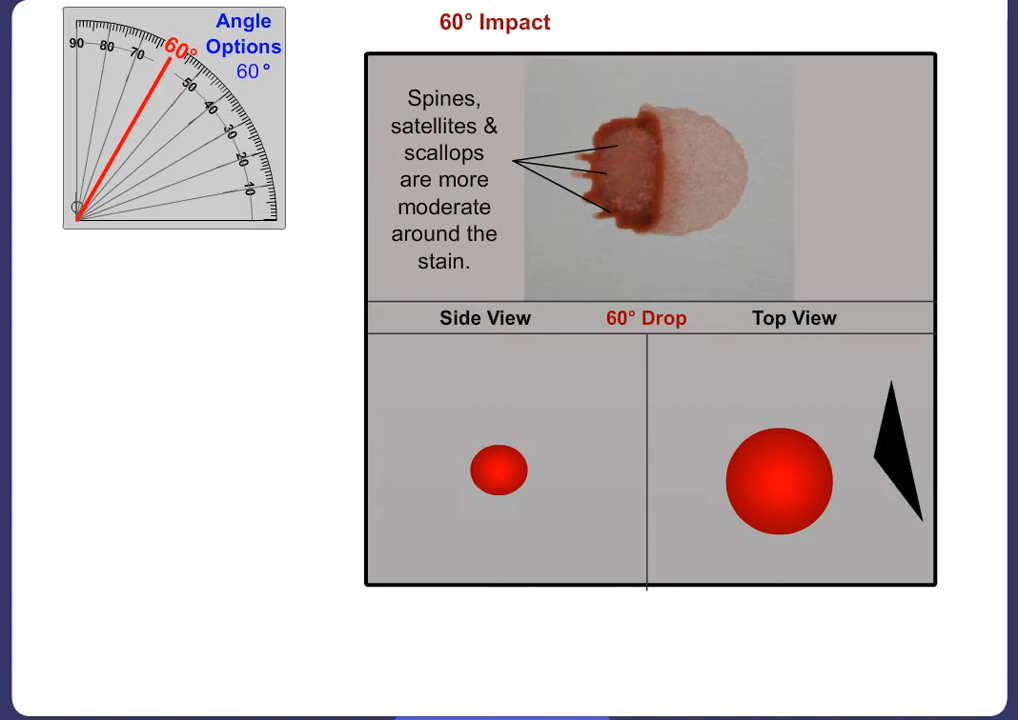 60° Impact
Angle
Options
60°
90
80
70
60°
50
40
30
20
10
Spines,
satellites &
scallops
are more
moderate
around the
stain.
Side View
60° Drop
Top View